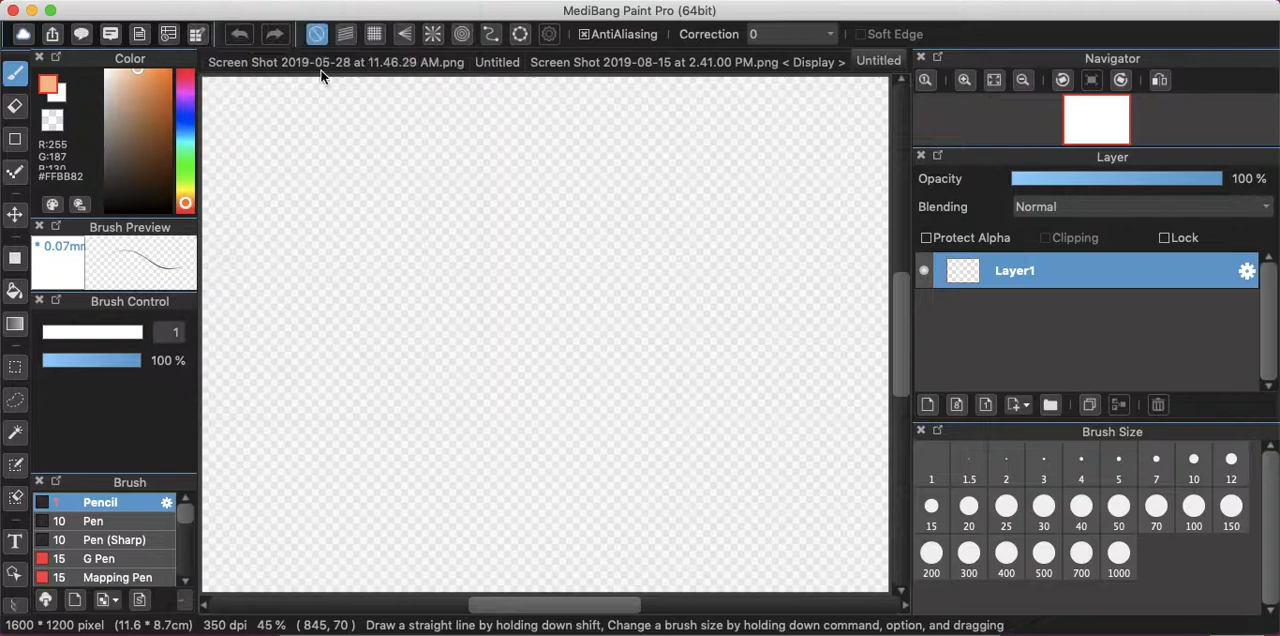 MediBang Paint Pro (64bit)
AntiAliasing Correction 0 Soft Edge
Screen Shot 2019-05-28 at 11.46.29 AM.png Untitled Screen Shot 2019-08-15 at 2.41.00 PM.png < Display > Untitled
Color
R:255
G:187
B:130
#FFBB82
Brush Preview
* 0.07mm
Brush Control
1
100 %
Brush
1 Pencil
10 Pen
10 Pen (Sharp)
15 G Pen
15 Mapping Pen
Navigator
Layer
Opacity 100 %
Blending Normal
Protect Alpha Clipping Lock
Layer1
8 1
Brush Size
1 1.5 2 3 4 5 7 10 12
15 20 25 30 40 50 70 100 150
200 300 400 500 700 1000
T
1600 * 1200 pixel (11.6 * 8.7cm) 350 dpi 45 % ( 845, 70 ) Draw a straight line by holding down shift, Change a brush size by holding down command, option, and dragging